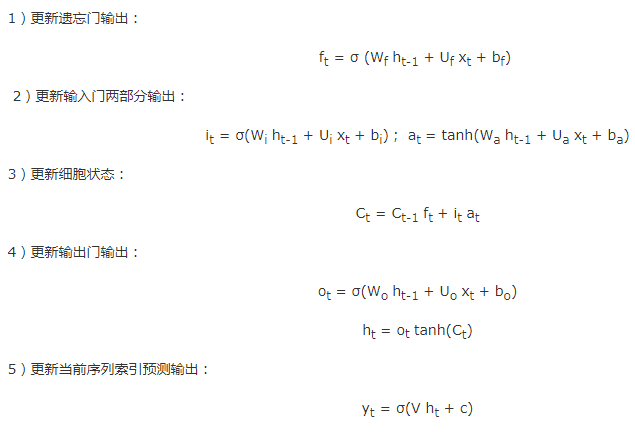 1）更新遗忘门输出：
f_t = σ (W_f h_{t-1} + U_f x_t + b_f)
2）更新输入门两部分输出：
i_t = σ(W_i h_{t-1} + U_i x_t + b_i)； a_t = tanh(W_a h_{t-1} + U_a x_t + b_a)
3）更新细胞状态：
C_t = C_{t-1} f_t + i_t a_t
4）更新输出门输出：
o_t = σ(W_o h_{t-1} + U_o x_t + b_o)
h_t = o_t tanh(C_t)
5）更新当前序列索引预测输出：
y_t = σ(V h_t + c)